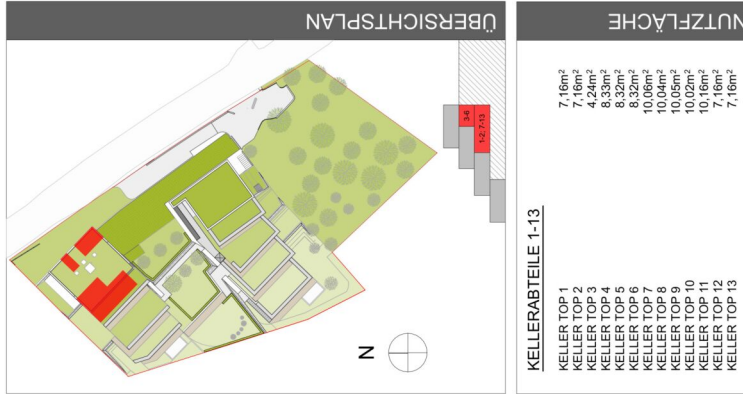 ÜBERSICHTSPLAN
3-6
1-2; 7-13
N
NUTZFLÄCHE
KELLERABTEILE 1-13
KELLER TOP 1 7,16m²
KELLER TOP 2 7,16m²
KELLER TOP 3 4,24m²
KELLER TOP 4 8,33m²
KELLER TOP 5 8,32m²
KELLER TOP 6 8,32m²
KELLER TOP 7 10,06m²
KELLER TOP 8 10,04m²
KELLER TOP 9 10,05m²
KELLER TOP 10 10,02m²
KELLER TOP 11 10,16m²
KELLER TOP 12 7,16m²
KELLER TOP 13 7,16m²